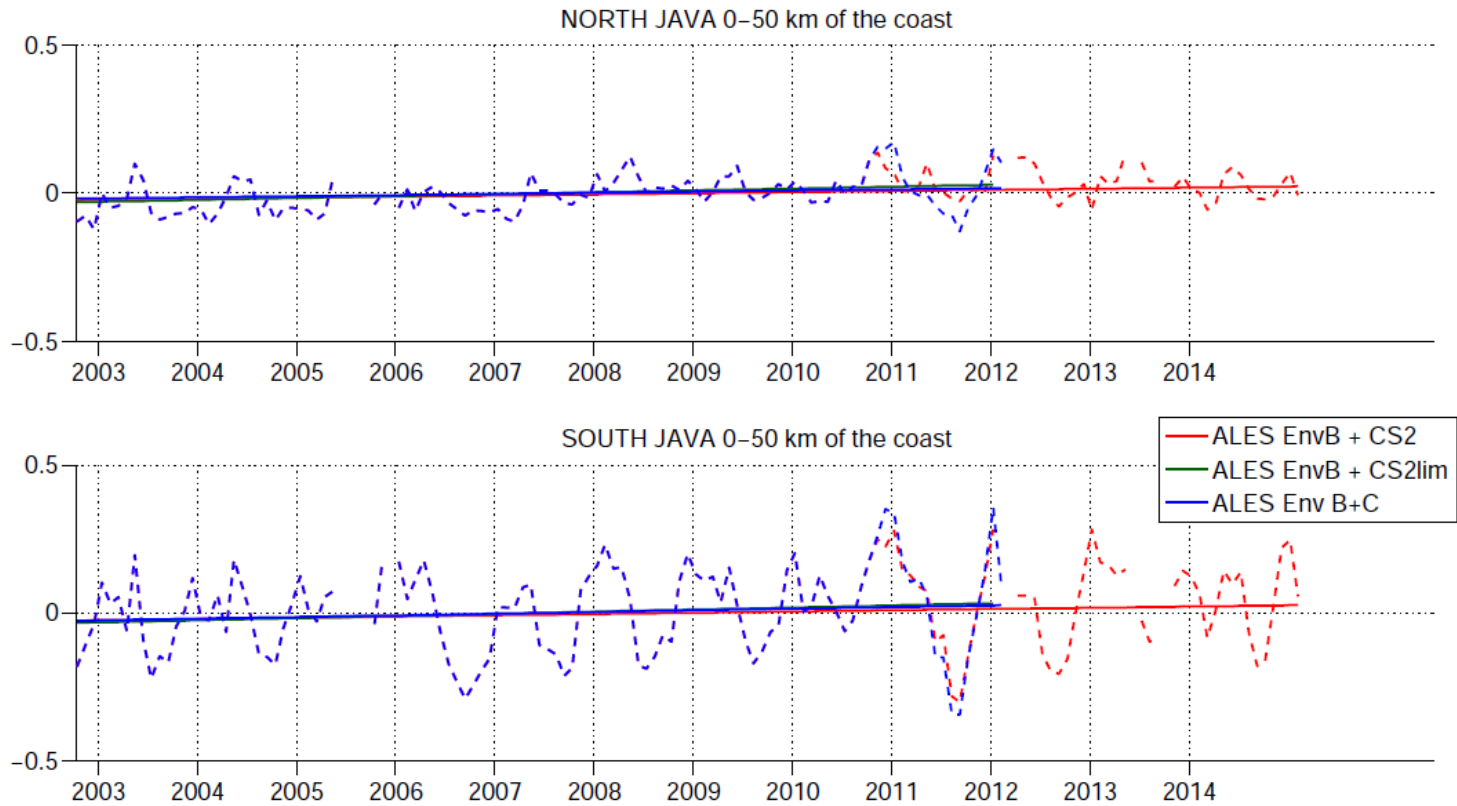 NORTH JAVA 0–50 km of the coast
0.5
0
−0.5
2003 2004 2005 2006 2007 2008 2009 2010 2011 2012 2013 2014
SOUTH JAVA 0–50 km of the coast
ALES EnvB + CS2
ALES EnvB + CS2lim
ALES Env B+C
0.5
0
−0.5
2003 2004 2005 2006 2007 2008 2009 2010 2011 2012 2013 2014